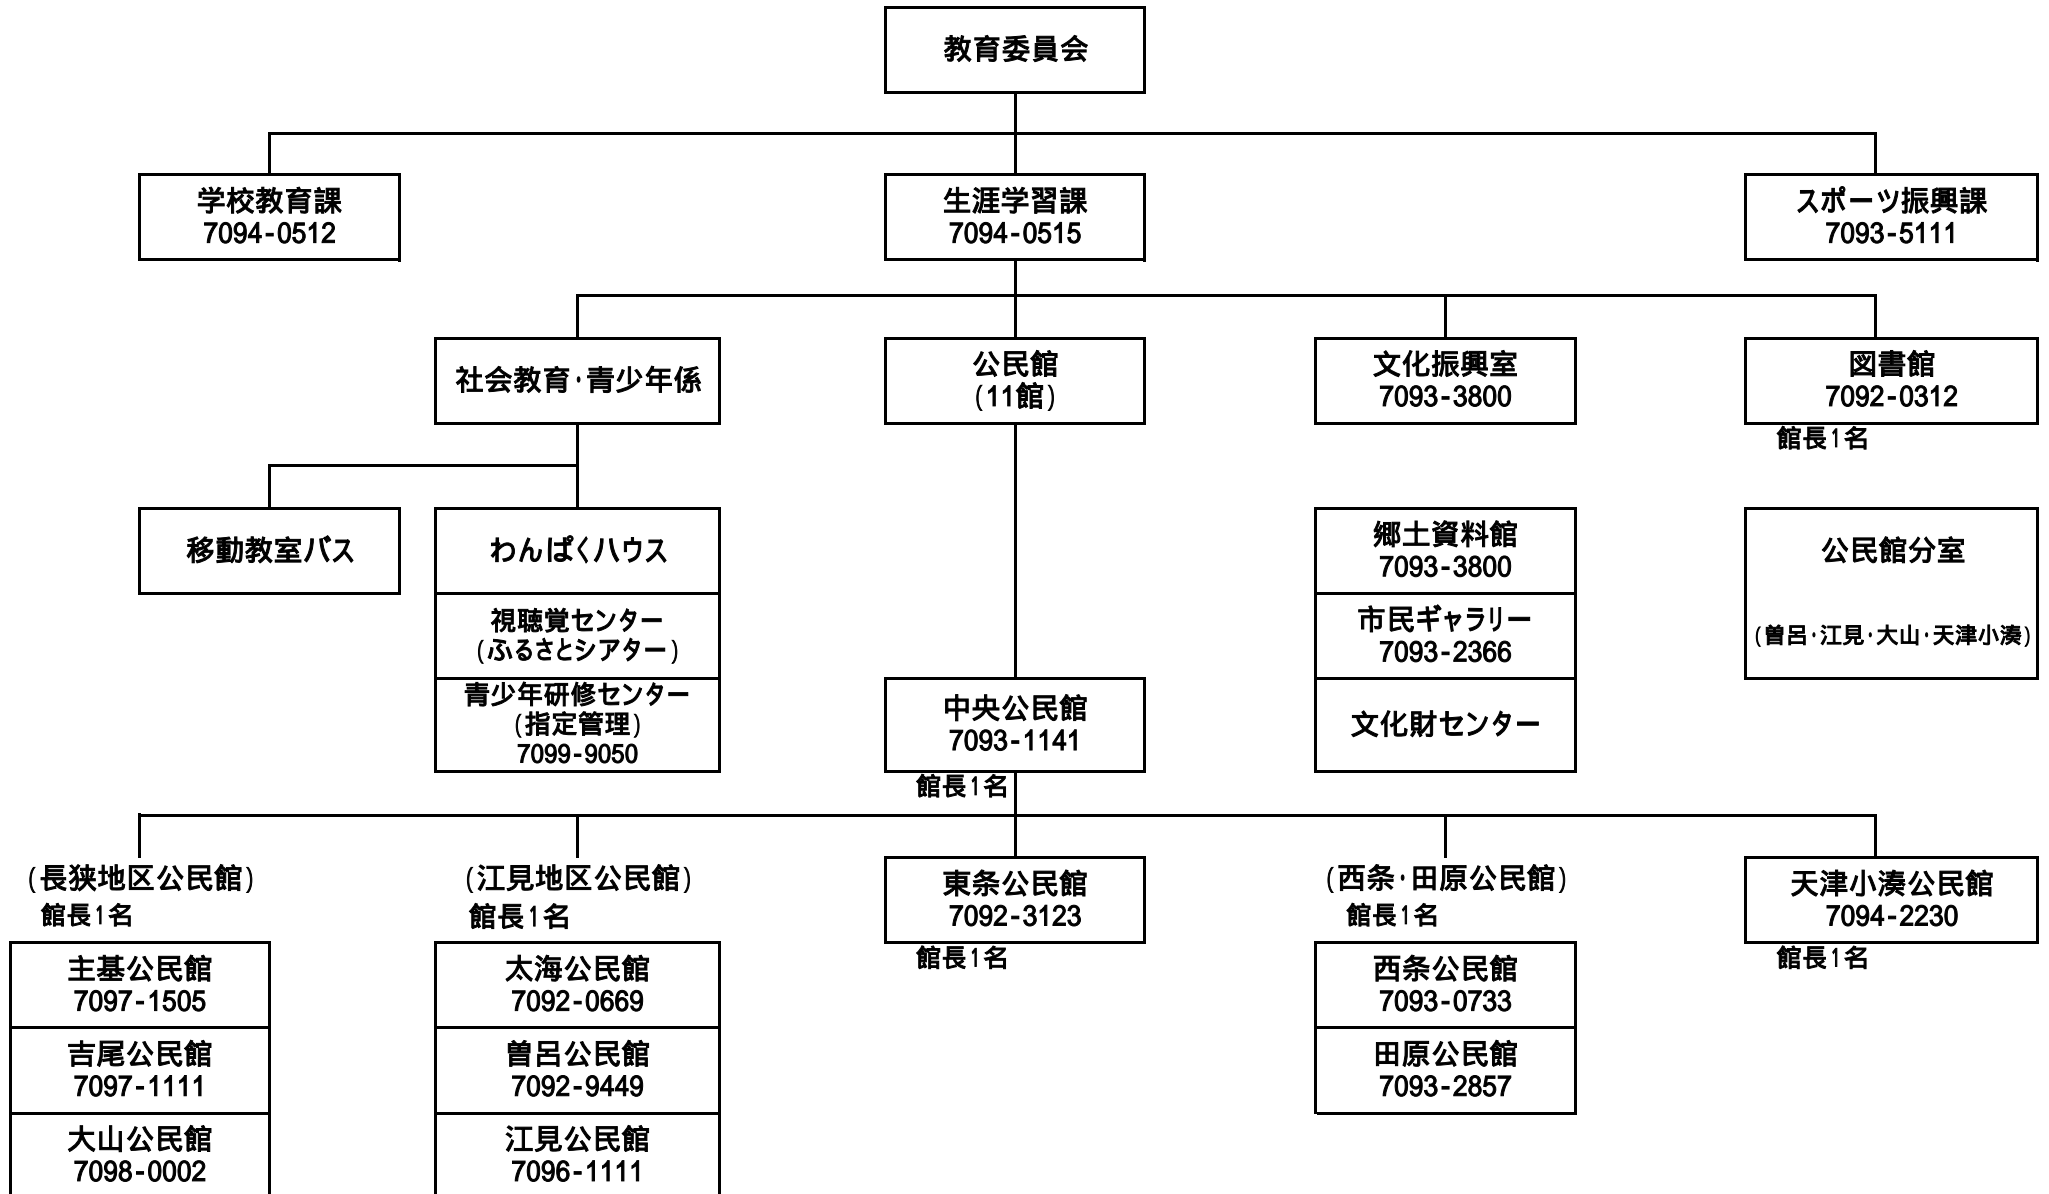 教育委員会
学校教育課
7094-0512
生涯学習課
7094-0515
スポーツ振興課
7093-5111
社会教育・青少年係
公民館
(11館)
文化振興室
7093-3800
図書館
7092-0312
館長1名
移動教室バス
わんぱくハウス
視聴覚センター
(ふるさとシアター)
青少年研修センター
(指定管理)
7099-9050
中央公民館
7093-1141
館長1名
郷土資料館
7093-3800
市民ギャラリー
7093-2366
文化財センター
公民館分室
(曽呂・江見・大山・天津小湊)
(長狭地区公民館)
館長1名
主基公民館
7097-1505
吉尾公民館
7097-1111
大山公民館
7098-0002
(江見地区公民館)
館長1名
太海公民館
7092-0669
曽呂公民館
7092-9449
江見公民館
7096-1111
東条公民館
7092-3123
館長1名
(西条・田原公民館)
館長1名
西条公民館
7093-0733
田原公民館
7093-2857
天津小湊公民館
7094-2230
館長1名